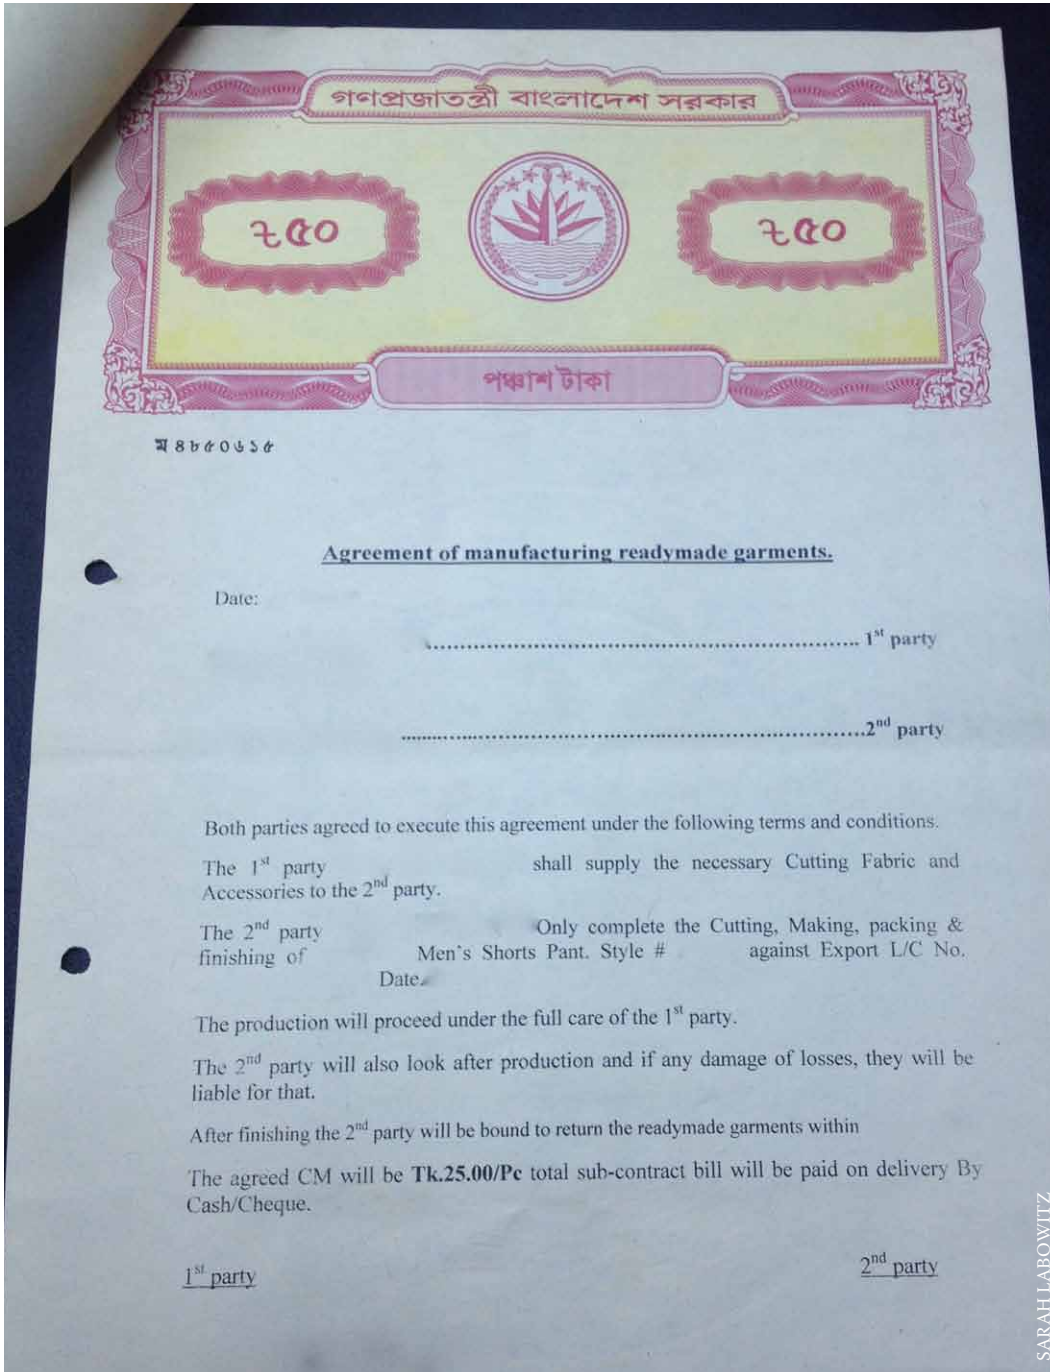 গণপ্রজাতন্ত্রী বাংলাদেশ সরকার
৳৫০
৳৫০
পঞ্চাশ টাকা
ম ৪৮৫০৬১৫
Agreement of manufacturing readymade garments.
Date:
.................................................................. 1st party
......................................................................2nd party
Both parties agreed to execute this agreement under the following terms and conditions.
The 1st party shall supply the necessary Cutting Fabric and
Accessories to the 2nd party.
The 2nd party Only complete the Cutting, Making, packing &
finishing of Men's Shorts Pant. Style # against Export L/C No.
Date.
The production will proceed under the full care of the 1st party.
The 2nd party will also look after production and if any damage of losses, they will be
liable for that.
After finishing the 2nd party will be bound to return the readymade garments within
The agreed CM will be Tk.25.00/Pc total sub-contract bill will be paid on delivery By
Cash/Cheque.
1st party
2nd party
SARAH LABOWITZ